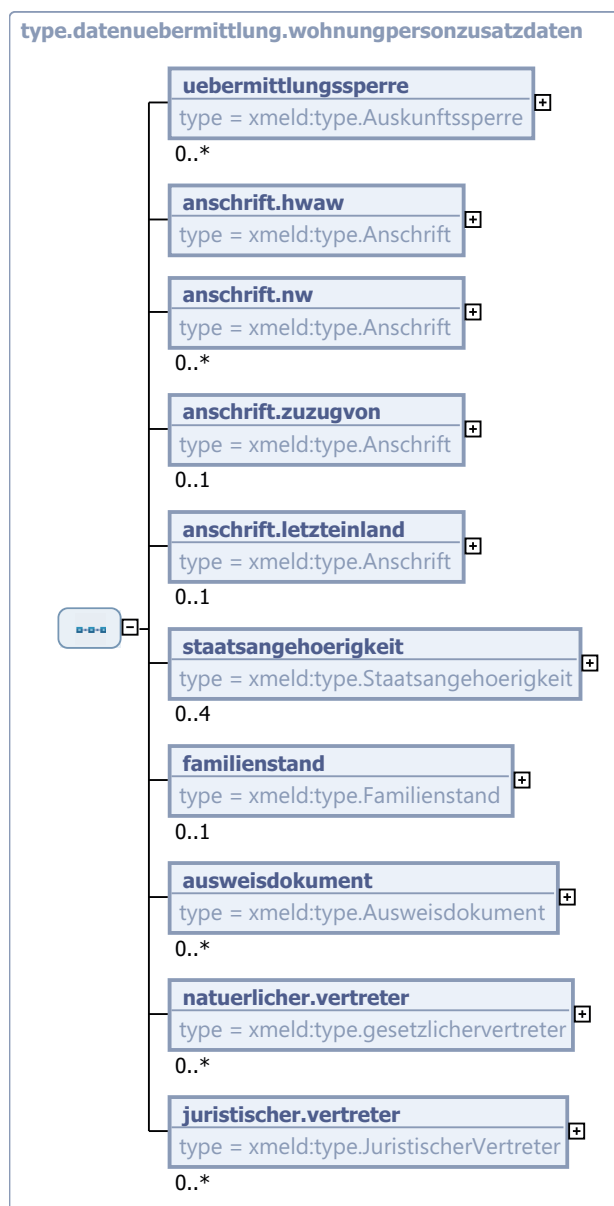 type.datenuebermittlung.wohnungpersonzusatzdaten
uebermittlungssperre
type = xmeld:type.Auskunftssperre
0..*
anschrift.hwaw
type = xmeld:type.Anschrift
anschrift.nw
type = xmeld:type.Anschrift
0..*
anschrift.zuzugvon
type = xmeld:type.Anschrift
0..1
anschrift.letzteinland
type = xmeld:type.Anschrift
0..1
staatsangehoerigkeit
type = xmeld:type.Staatsangehoerigkeit
0..4
familienstand
type = xmeld:type.Familienstand
0..1
ausweisdokument
type = xmeld:type.Ausweisdokument
0..*
natuerlicher.vertreter
type = xmeld:type.gesetzlichervertreter
0..*
juristischer.vertreter
type = xmeld:type.JuristischerVertreter
0..*